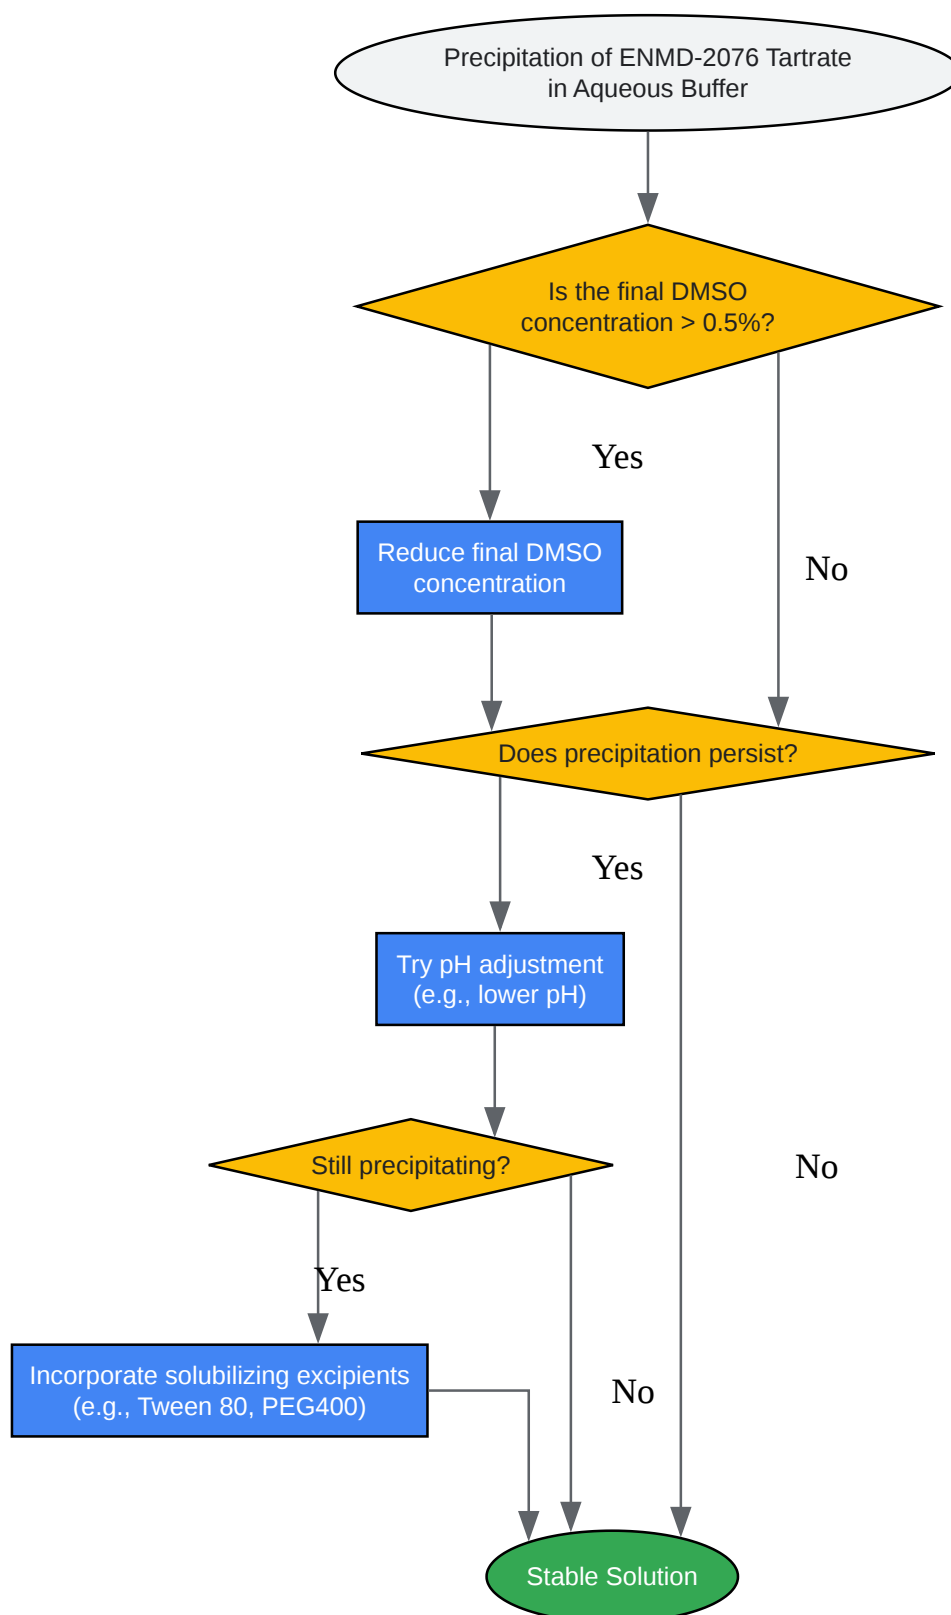 Precipitation of ENMD-2076 Tartrate
in Aqueous Buffer
Is the final DMSO
concentration > 0.5%?
Yes
Reduce final DMSO
concentration
No
Does precipitation persist?
Yes
Try pH adjustment
(e.g., lower pH)
Still precipitating?
No
Yes
Incorporate solubilizing excipients
(e.g., Tween 80, PEG400)
No
Stable Solution